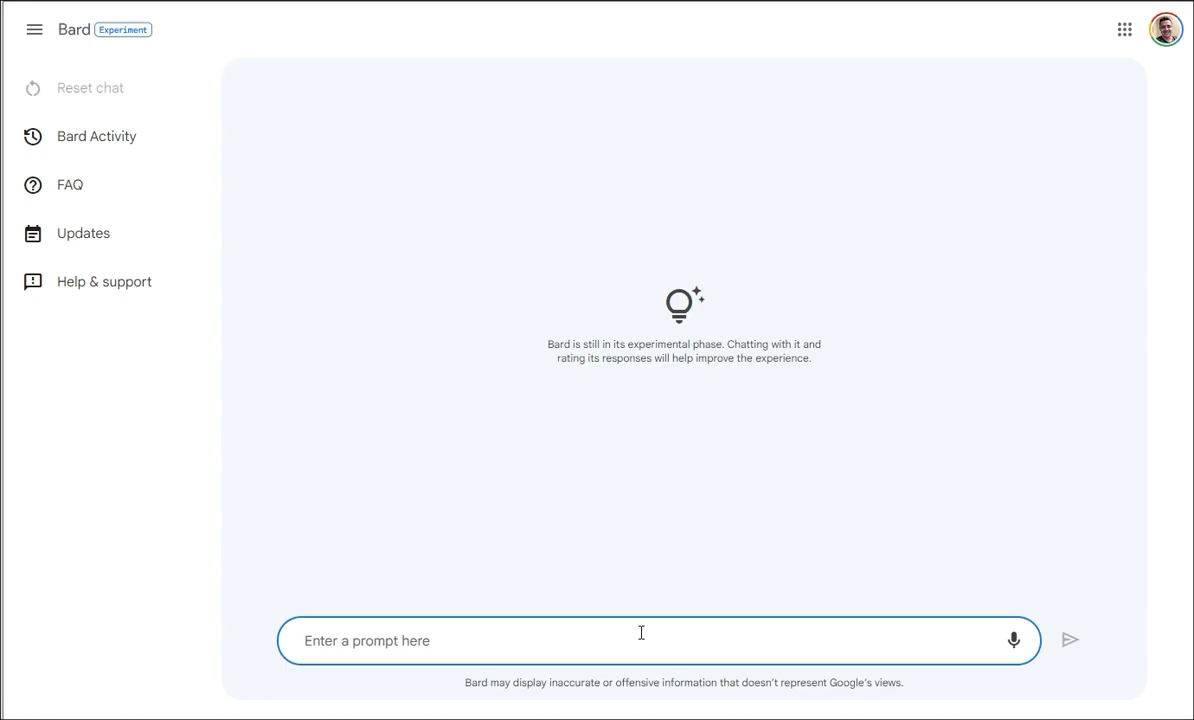 Bard Experiment
Reset chat
Bard Activity
FAQ
Updates
Help & support
Bard is still in its experimental phase. Chatting with it and
rating its responses will help improve the experience.
Enter a prompt here
Bard may display inaccurate or offensive information that doesn't represent Google's views.